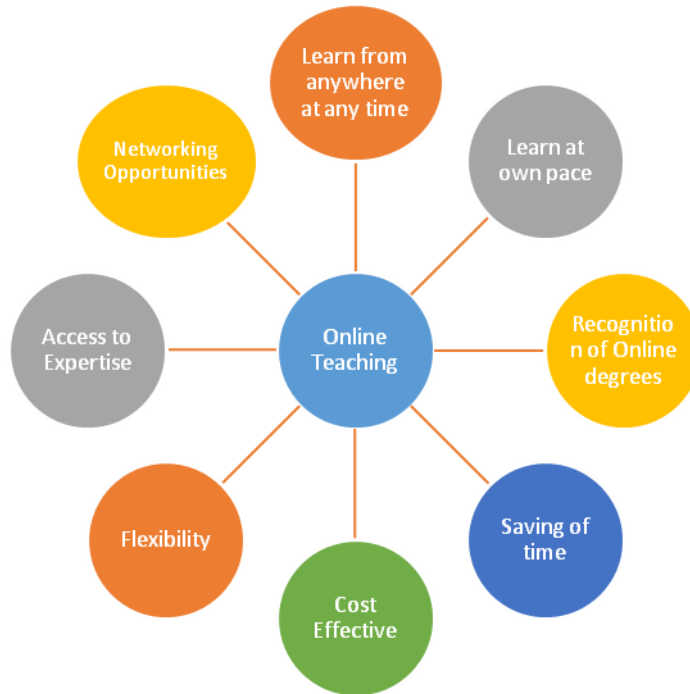 Learn from
anywhere
at any time
Networking
Opportunities
Learn at
own pace
Access to
Expertise
Online
Teaching
Recognitio
n of Online
degrees
Flexibility
Saving of
time
Cost
Effective